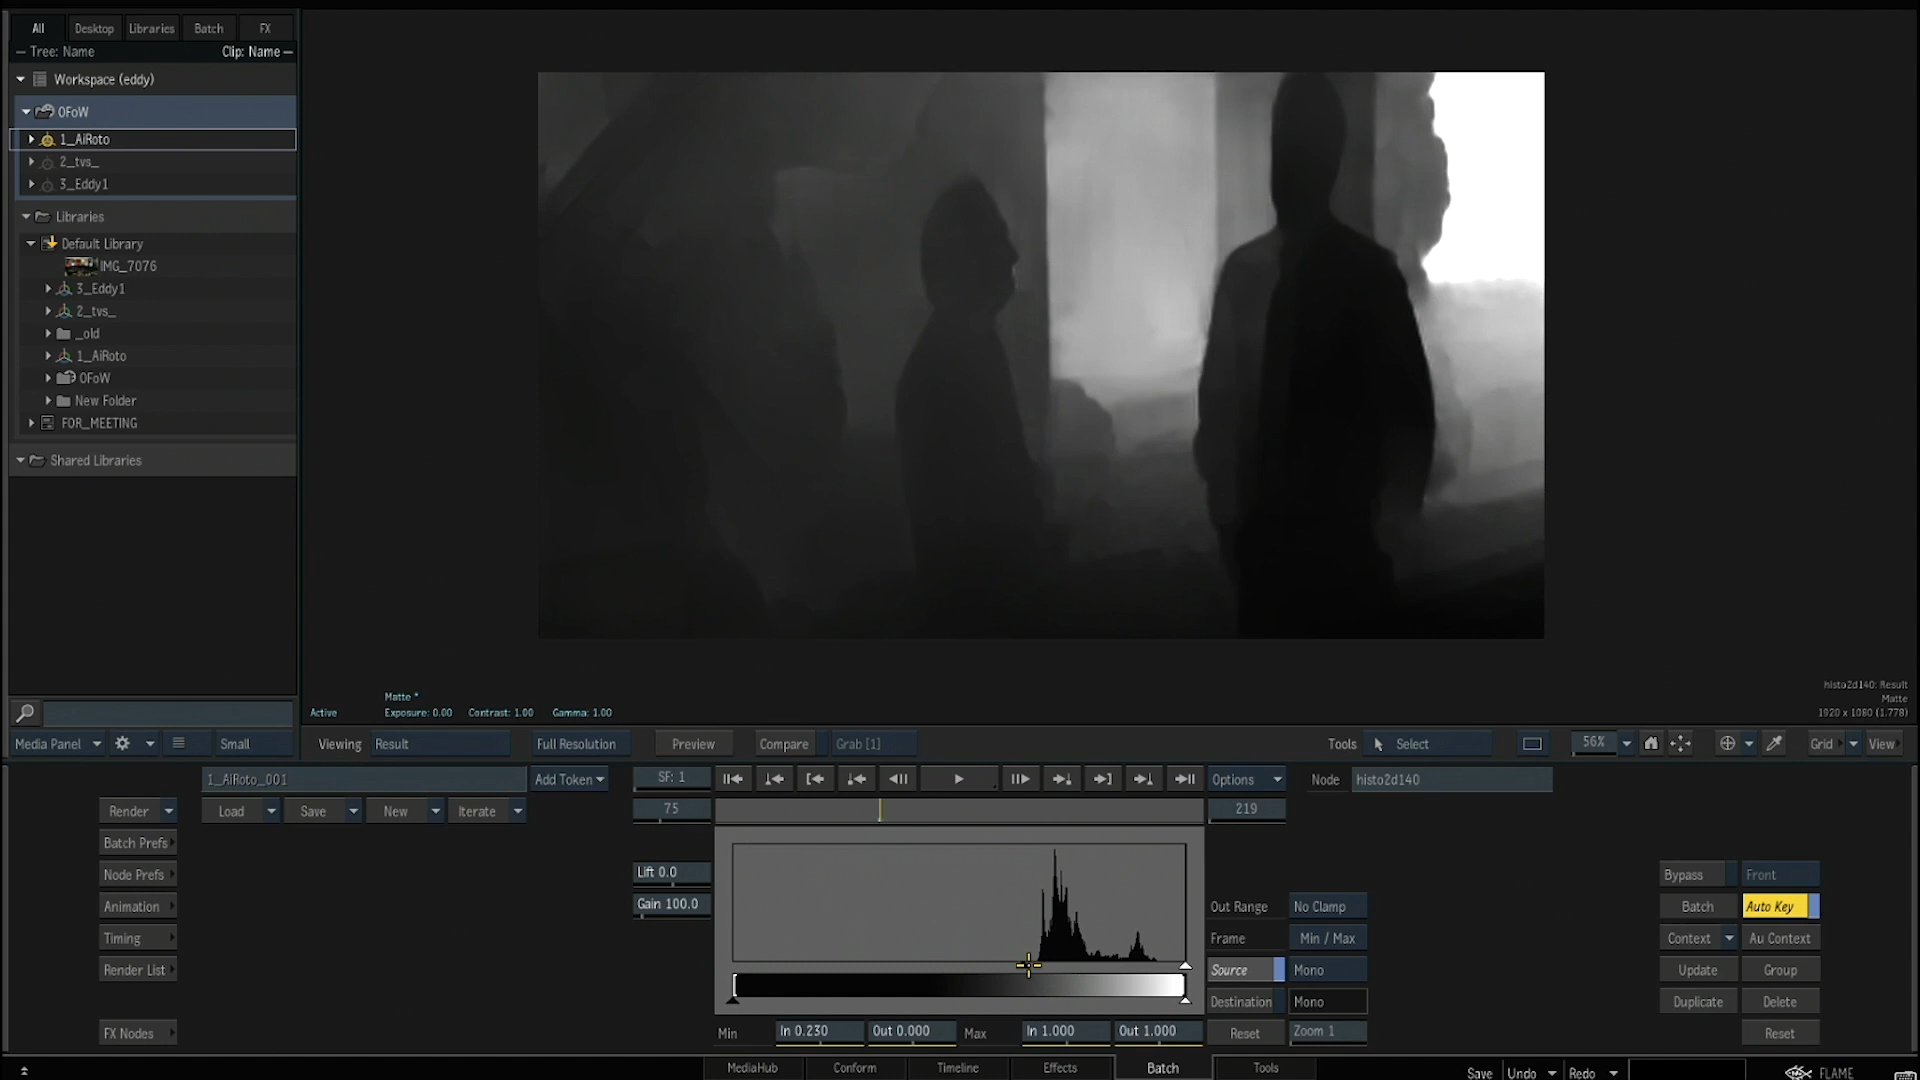 All Desktop Libraries Batch FX
Tree: Name Clip: Name
Workspace (eddy)
OFoW
1_AiRoto
2_tvs_
3_Eddy1
Libraries
Default Library
IMG_7076
3_Eddy1
2_tvs_
_old
1_AiRoto
OFoW
New Folder
FOR_MEETING
Shared Libraries
Matte *
Active Exposure: 0.00 Contrast: 1.00 Gamma: 1.00
histo2d140: Result
Matte
1920 x 1080 (1.778)
Media Panel Small Viewing Result Full Resolution Preview Compare Grab [1] Tools Select 56% Grid View
1_AiRoto_001 Add Token SF: 1 Options Node histo2d140
Render Load Save New Iterate 75 219
Batch Prefs
Node Prefs Lift 0.0 Bypass Front
Animation Gain 100.0 Out Range No Clamp Batch Auto Key
Timing Frame Min / Max Context Au Context
Render List Source Mono Update Group
Destination Mono Duplicate Delete
FX Nodes Min In 0.230 Out 0.000 Max In 1.000 Out 1.000 Reset Zoom 1 Reset
MediaHub Conform Timeline Effects Batch Tools Save Undo Redo FLAME